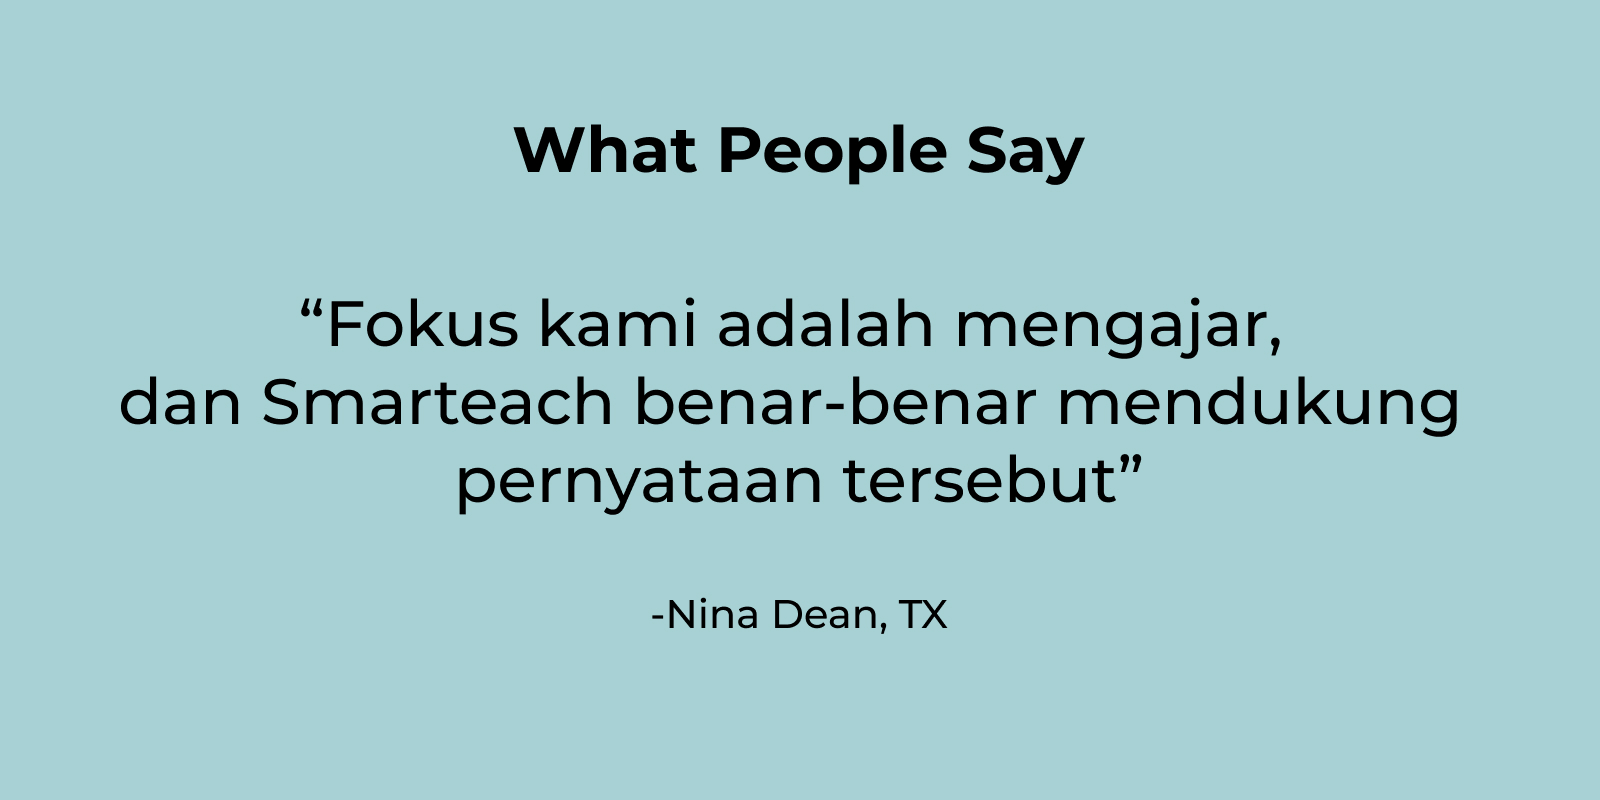 What People Say
“Fokus kami adalah mengajar,
dan Smarteach benar-benar mendukung
pernyataan tersebut”
-Nina Dean, TX